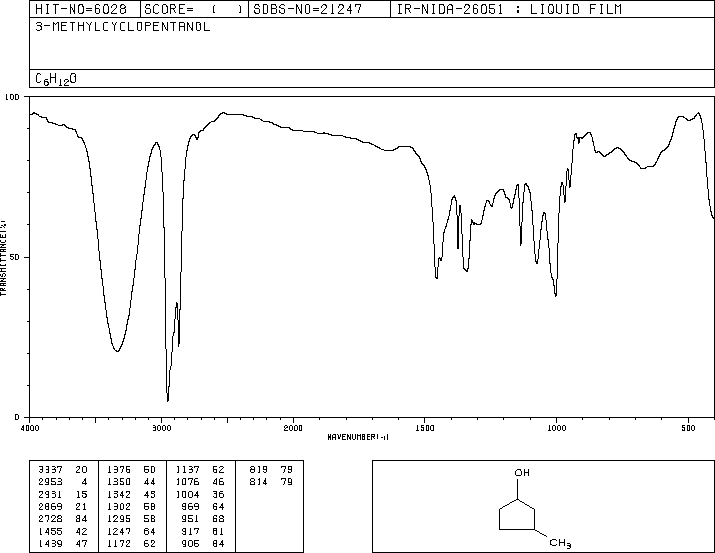 HIT-NO=6028 SCORE= ( ) SDBS-NO=21247 IR-NIDA-26051 : LIQUID FILM
3-METHYLCYCLOPENTANOL
C6H12O
100
50
0
TRANSMITTANCE(%)
4000 3000 2000 1500 1000 500
WAVENUMBER(-1)
3337 20 1376 50 1137 52 819 79
2953 4 1350 44 1076 46 814 79
2931 15 1342 45 1004 36
2869 21 1302 58 969 64
2728 84 1295 58 951 68
1455 42 1247 64 917 81
1439 47 1172 62 905 84
OH
CH3